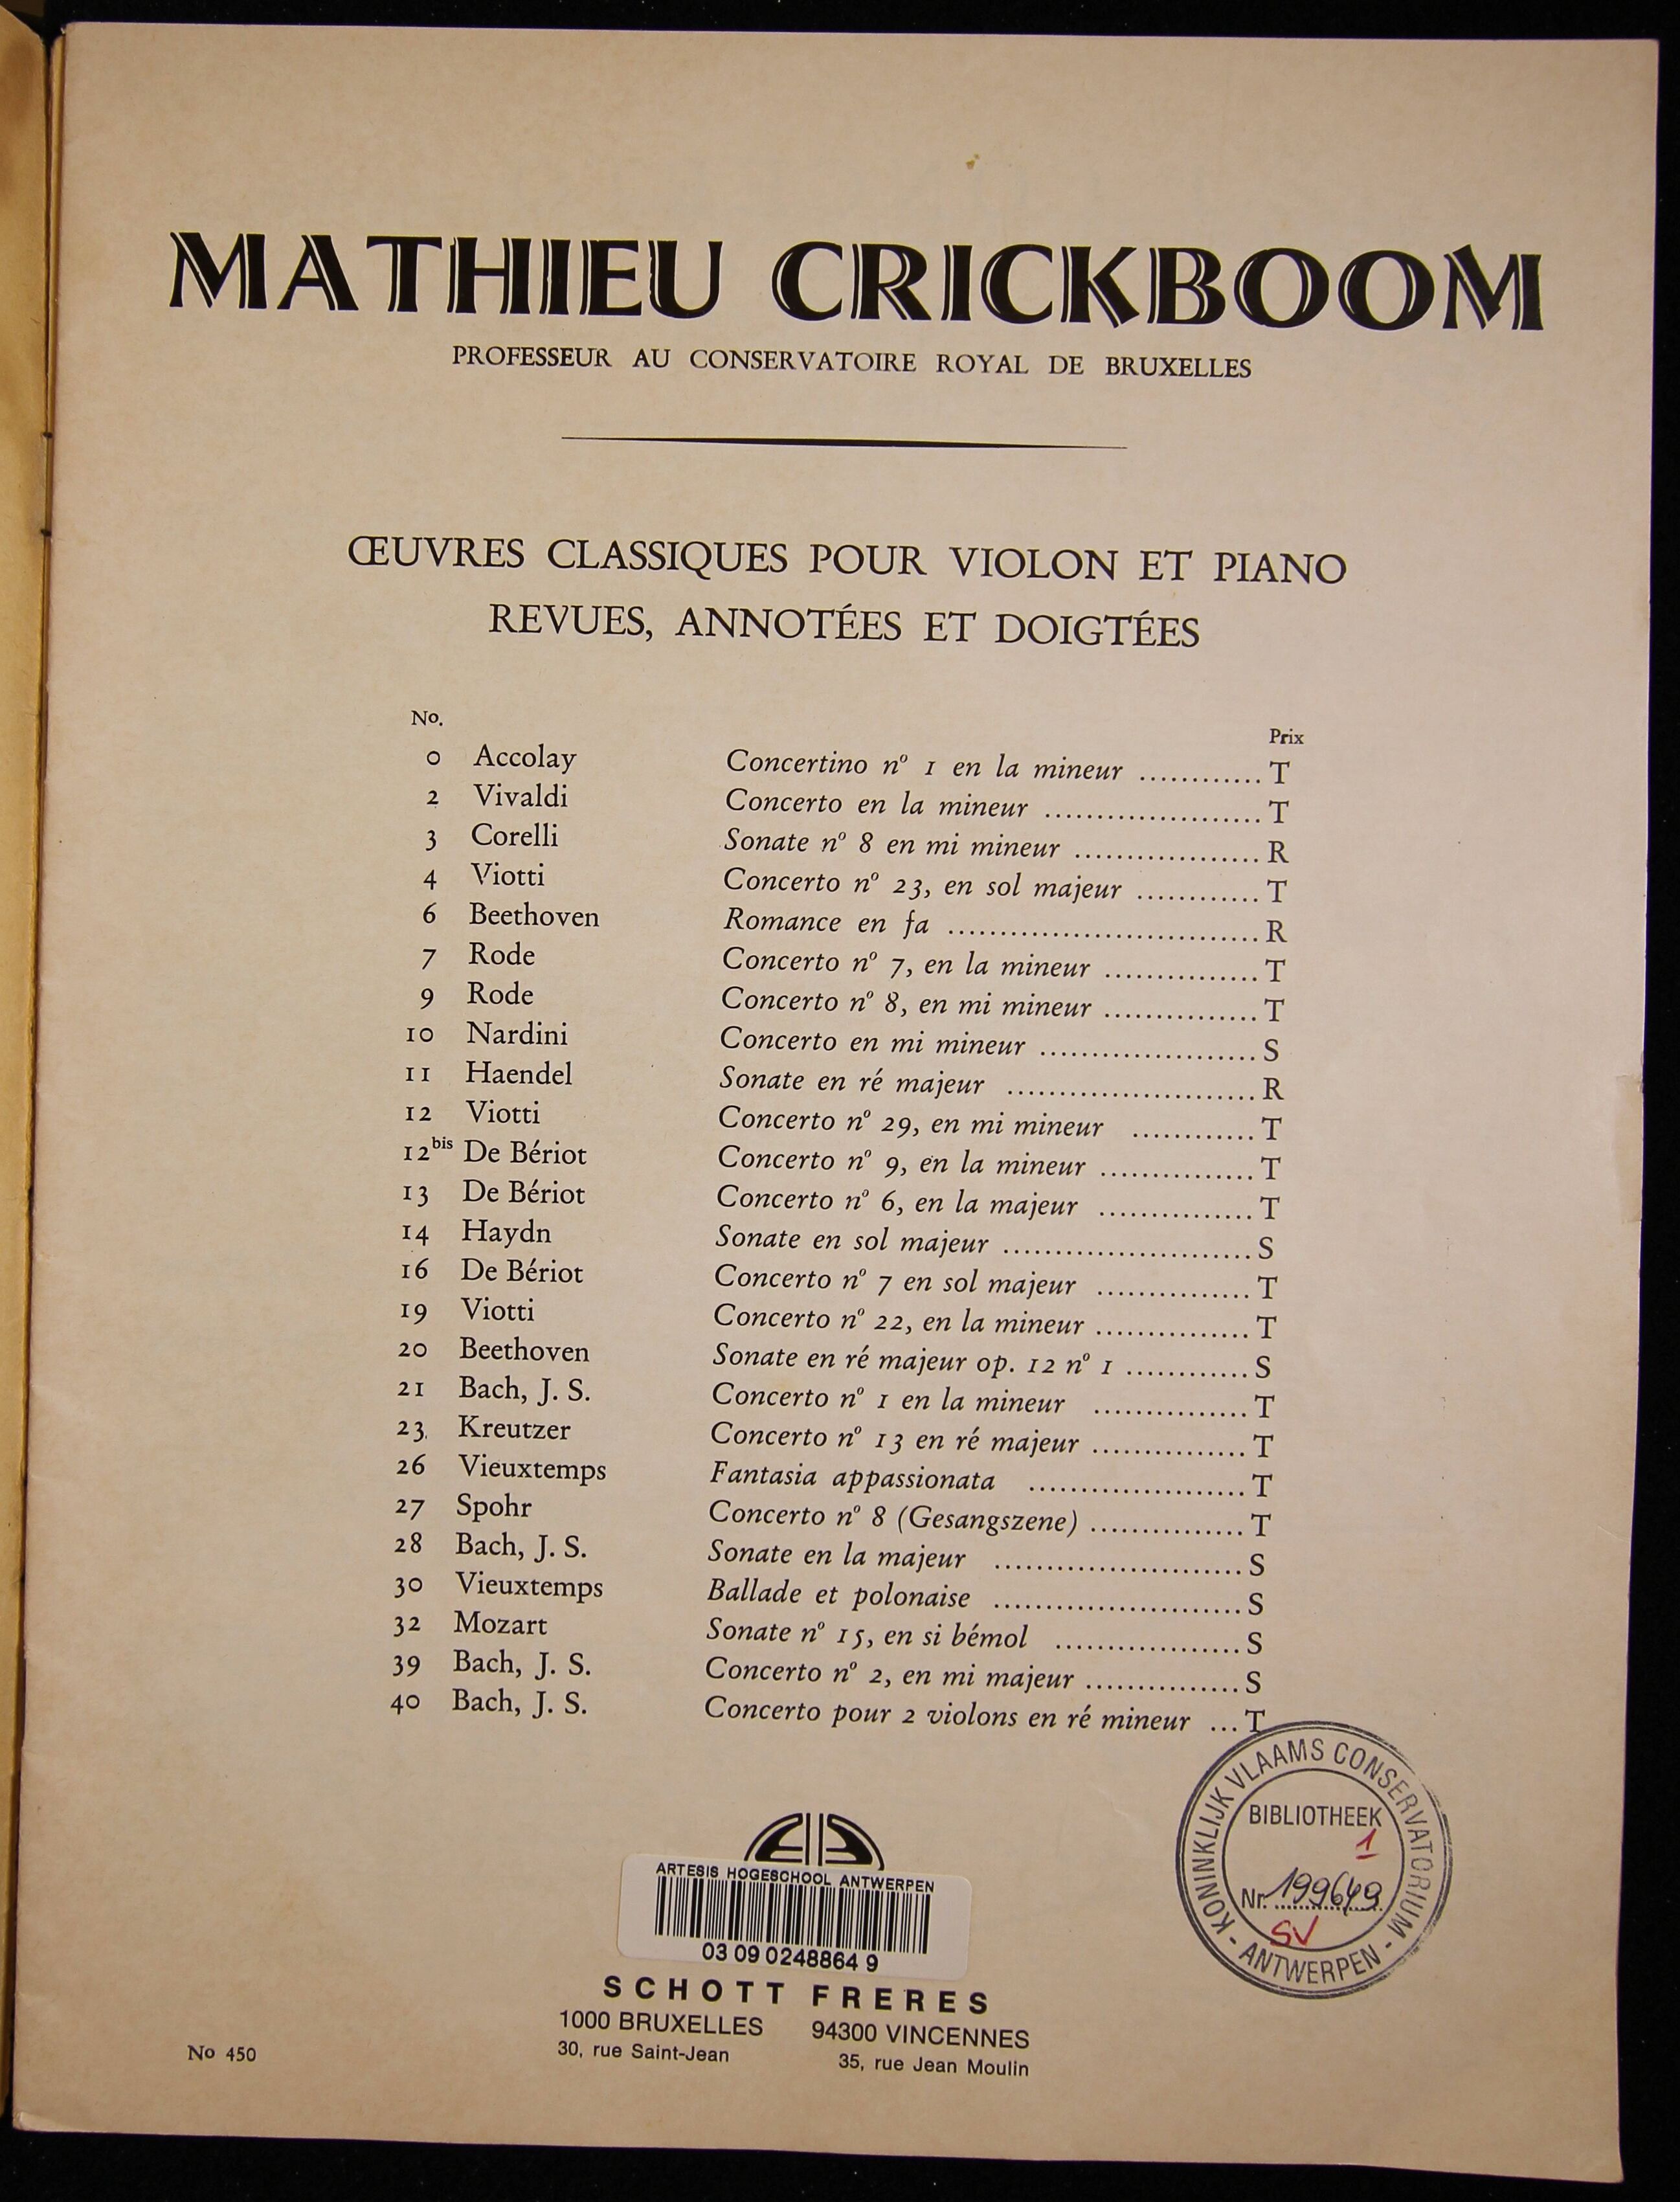 MATHIEU CRICKBOOM
PROFESSEUR AU CONSERVATOIRE ROYAL DE BRUXELLES
ŒUVRES CLASSIQUES POUR VIOLON ET PIANO
REVUES, ANNOTÉES ET DOIGTÉES
No. Prix
0 Accolay Concertino nº 1 en la mineur ............ T
2 Vivaldi Concerto en la mineur ..................... T
3 Corelli Sonate nº 8 en mi mineur .................. R
4 Viotti Concerto nº 23, en sol majeur ............ T
6 Beethoven Romance en fa .............................. R
7 Rode Concerto nº 7, en la mineur ............... T
9 Rode Concerto nº 8, en mi mineur ............... T
10 Nardini Concerto en mi mineur ..................... S
11 Haendel Sonate en ré majeur ........................ R
12 Viotti Concerto nº 29, en mi mineur ............ T
12bis De Bériot Concerto nº 9, en la mineur ............... T
13 De Bériot Concerto nº 6, en la majeur ............... T
14 Haydn Sonate en sol majeur ........................ S
16 De Bériot Concerto nº 7 en sol majeur ............... T
19 Viotti Concerto nº 22, en la mineur ............... T
20 Beethoven Sonate en ré majeur op. 12 nº 1 ............ S
21 Bach, J. S. Concerto nº 1 en la mineur ............... T
23 Kreutzer Concerto nº 13 en ré majeur ............... T
26 Vieuxtemps Fantasia appassionata ..................... T
27 Spohr Concerto nº 8 (Gesangszene) ............... T
28 Bach, J. S. Sonate en la majeur ........................ S
30 Vieuxtemps Ballade et polonaise ........................ S
32 Mozart Sonate nº 15, en si bémol .................. S
39 Bach, J. S. Concerto nº 2, en mi majeur ............... S
40 Bach, J. S. Concerto pour 2 violons en ré mineur ... T
KONINKLIJK VLAAMS CONSERVATORIUM - ANTWERPEN -
BIBLIOTHEEK
1
Nr. 199649
SV
ARTESIS HOGESCHOOL ANTWERPEN
03 09 0248864 9
SCHOTT FRERES
1000 BRUXELLES 94300 VINCENNES
30, rue Saint-Jean 35, rue Jean Moulin
No 450